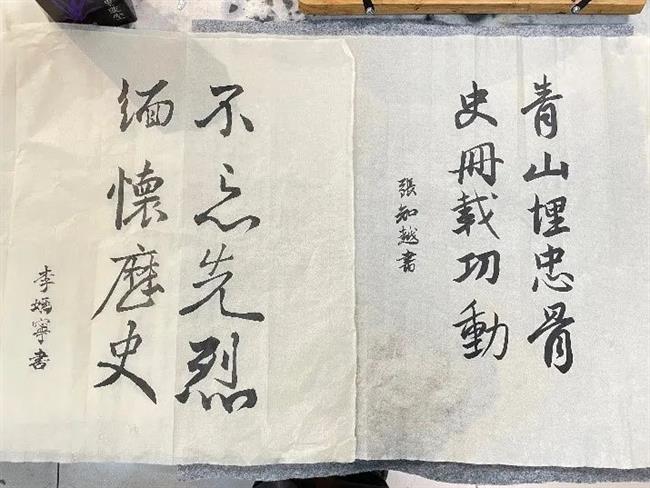 青山埋忠骨
史冊載功動
張知越書
不忘先烈
缅懷歷史
李嫣寧書